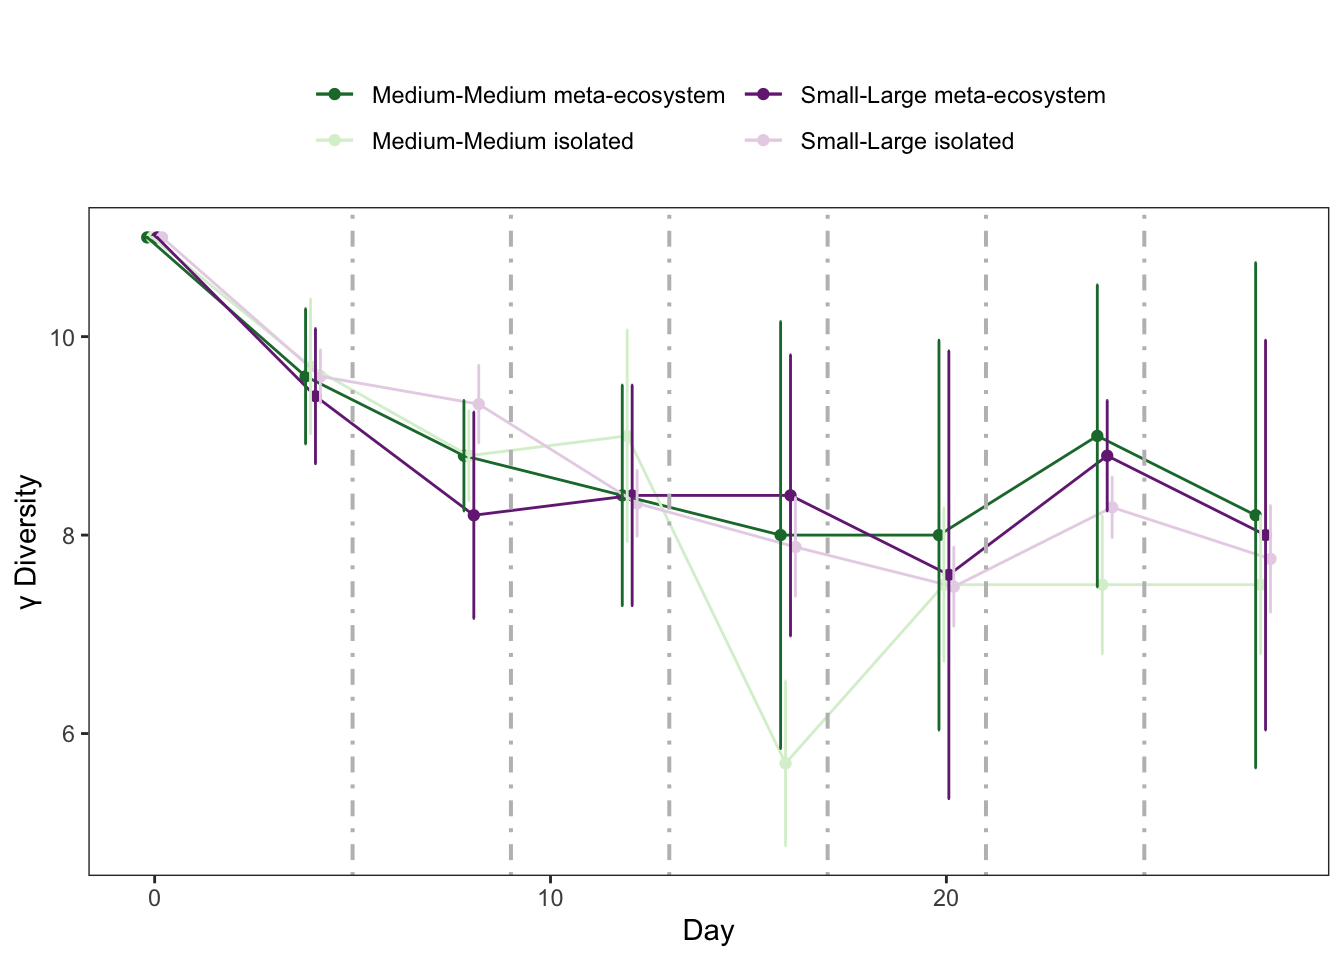 Medium-Medium meta-ecosystem Small-Large meta-ecosystem
Medium-Medium isolated Small-Large isolated
10
8
6
γ Diversity
0 10 20
Day